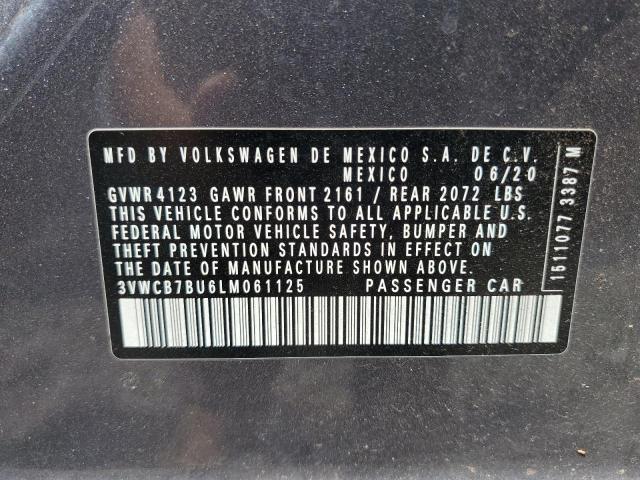 MFD BY VOLKSWAGEN DE MEXICO S.A. DE C.V.
MEXICO 06/20
GVWR 4123 GAWR FRONT 2161 / REAR 2072 LBS
THIS VEHICLE CONFORMS TO ALL APPLICABLE U.S.
FEDERAL MOTOR VEHICLE SAFETY, BUMPER AND
THEFT PREVENTION STANDARDS IN EFFECT ON
THE DATE OF MANUFACTURE SHOWN ABOVE.
3VWCB7BU6LM061125 PASSENGER CAR
1511077 3387 M